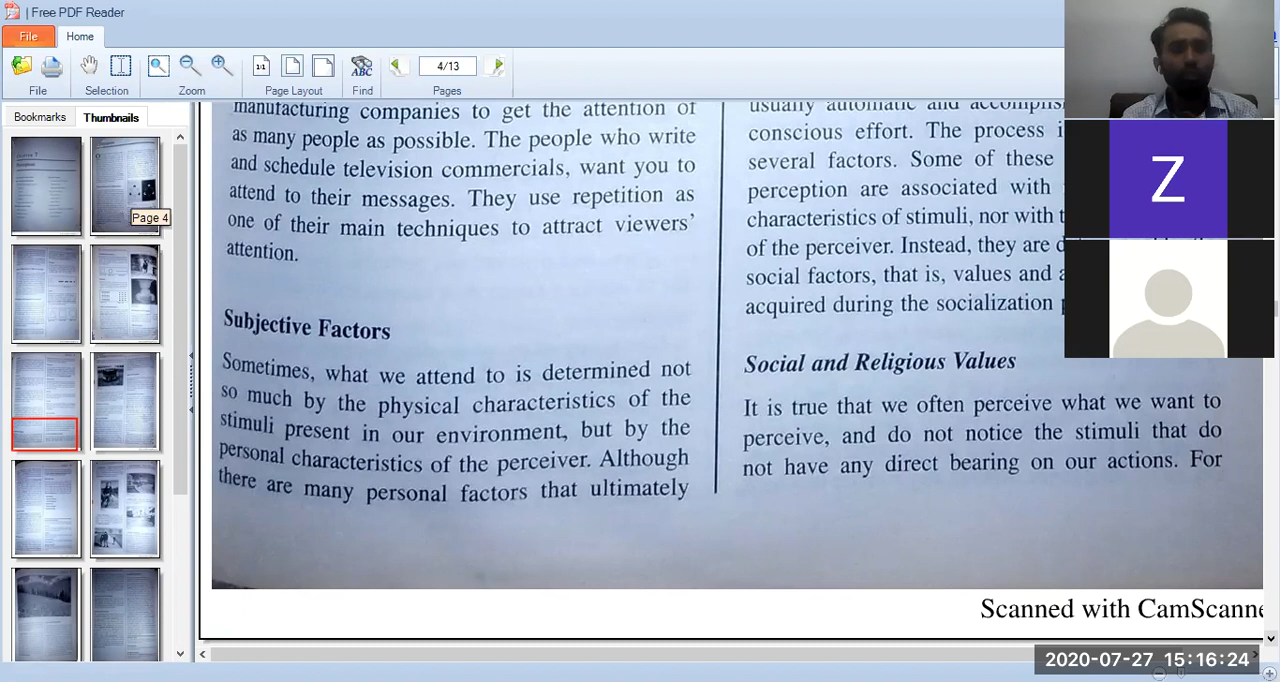 | Free PDF Reader
File
Home
File
Selection
Zoom
1:1
Page Layout
ABC
Find
4/13
Pages
Bookmarks
Thumbnails
Page 4
manufacturing companies to get the attention of
as many people as possible. The people who write
and schedule television commercials, want you to
attend to their messages. They use repetition as
one of their main techniques to attract viewers'
attention.
Subjective Factors
Sometimes, what we attend to is determined not
so much by the physical characteristics of the
stimuli present in our environment, but by the
personal characteristics of the perceiver. Although
there are many personal factors that ultimately
usually automatic and
conscious effort. The process
several factors. Some of these
perception are associated with
characteristics of stimuli, nor with
of the perceiver. Instead, they are
social factors, that is, values and
acquired during the socialization
Social and Religious Values
It is true that we often perceive what we want to
perceive, and do not notice the stimuli that do
not have any direct bearing on our actions. For
Scanned with
Z
2020-07-27 15:16:24